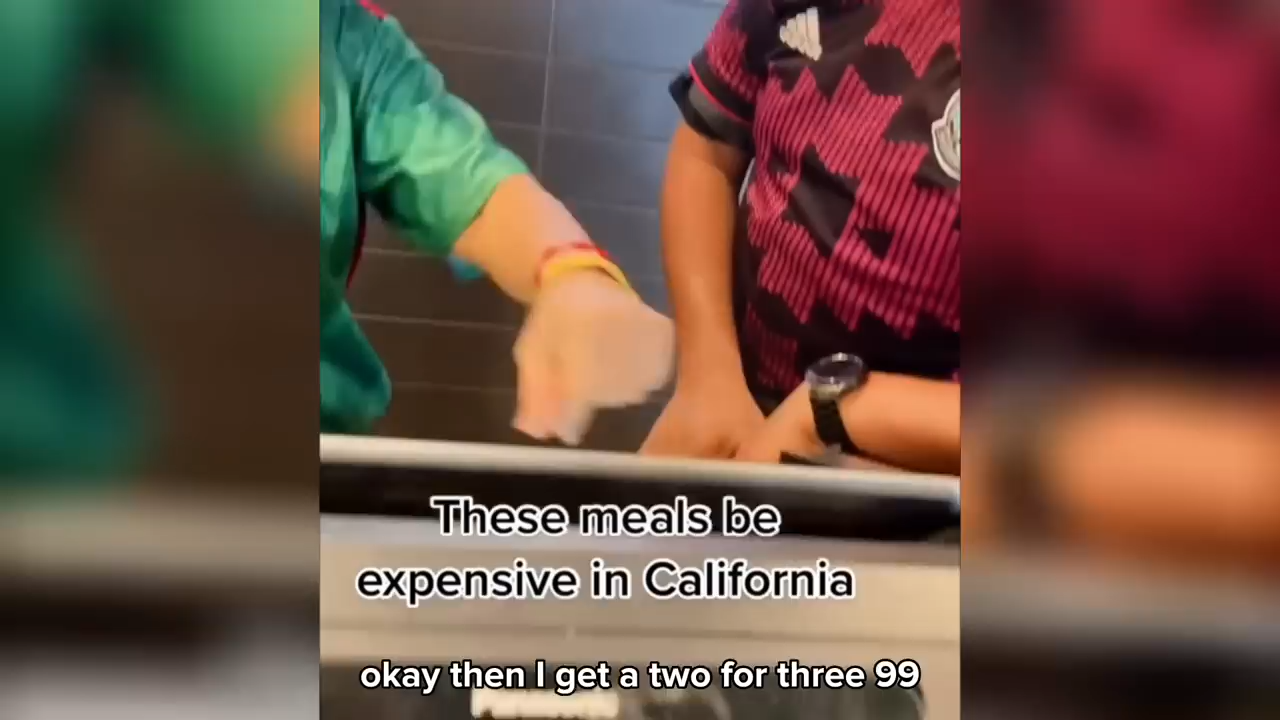 These meals be
expensive in California
okay then I get a two for three 99